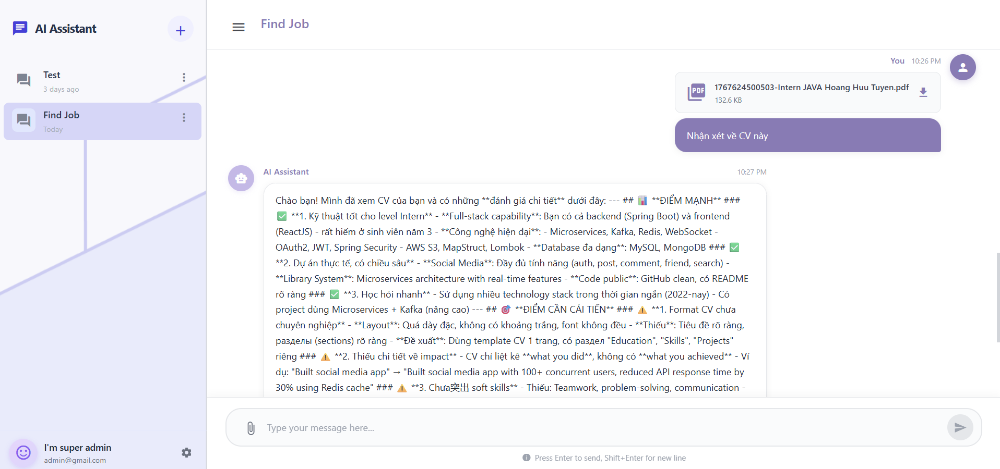 AI Assistant
Test
3 days ago
Find Job
Today
I'm super admin
admin@gmail.com
Find Job
You 10:26 PM
PDF
1767624500503-Intern JAVA Hoang Huu Tuyen.pdf
132.6 KB
Nhận xét về CV này
AI Assistant 10:27 PM
Chào bạn! Mình đã xem CV của bạn và có những **đánh giá chi tiết** dưới đây: --- ## 📊 **ĐIỂM MẠNH** ###
✅ **1. Kỹ thuật tốt cho level Intern** - **Full-stack capability**: Bạn có cả backend (Spring Boot) và frontend
(ReactJS) - rất hiếm ở sinh viên năm 3 - **Công nghệ hiện đại**: - Microservices, Kafka, Redis, WebSocket -
OAuth2, JWT, Spring Security - AWS S3, MapStruct, Lombok - **Database đa dạng**: MySQL, MongoDB ### ✅
**2. Dự án thực tế, có chiều sâu** - **Social Media**: Đầy đủ tính năng (auth, post, comment, friend, search) -
**Library System**: Microservices architecture with real-time features - **Code public**: GitHub clean, có README
rõ ràng ### ✅ **3. Học hỏi nhanh** - Sử dụng nhiều technology stack trong thời gian ngắn (2022-nay) - Có
project dùng Microservices + Kafka (nâng cao) --- ## 🎯 **ĐIỂM CẦN CẢI TIẾN** ### ⚠️ **1. Format CV chưa
chuyên nghiệp** - **Layout**: Quá dày đặc, không có khoảng trắng, font không đều - **Thiếu**: Tiêu đề rõ ràng,
разделы (sections) rõ ràng - **Đề xuất**: Dùng template CV 1 trang, có раздел "Education", "Skills", "Projects"
riêng ### ⚠️ **2. Thiếu chi tiết về impact** - CV chỉ liệt kê **what you did**, không có **what you achieved** - Ví
dụ: "Built social media app" → "Built social media app with 100+ concurrent users, reduced API response time by
30% using Redis cache" ### ⚠️ **3. Chưa突出 soft skills** - Thiếu: Teamwork, problem-solving, communication -
Type your message here...
Press Enter to send, Shift+Enter for new line